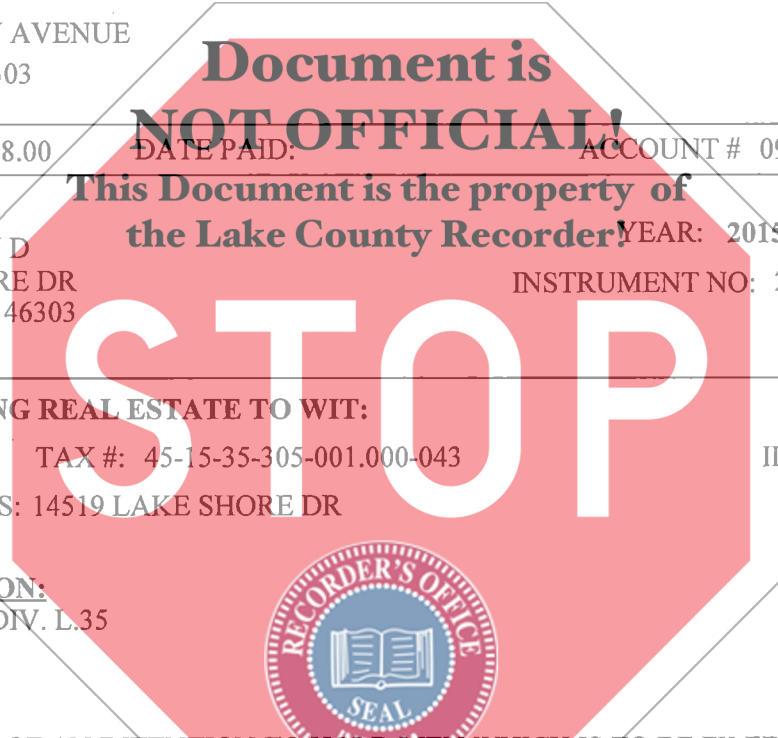 AVENUE
Document is
03
NOT OFFICIAL!
8.00 DATE PAID: ACCOUNT # 09
This Document is the property of
the Lake County Recorder!
YEAR: 2015
D
RE DR INSTRUMENT NO:
46303
STOP
NG REAL ESTATE TO WIT:
TAX #: 45-15-35-305-001.000-043
S: 14519 LAKE SHORE DR
ON:
DIV. L.35
RECORDER'S OFFICE
SEAL